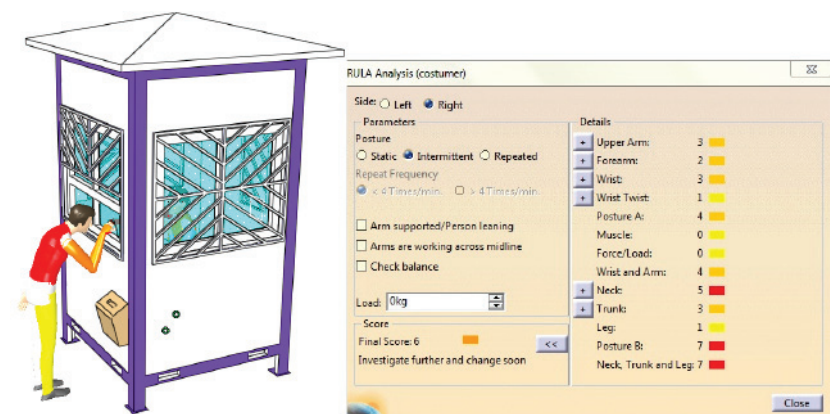 RULA Analysis (costumer)
Side: Left Right
Parameters
Posture
Static Intermittent Repeated
Repeat Frequency
< 4 Times/min. > 4 Times/min.
Arm supported/Person leaning
Arms are working across midline
Check balance
Load: 0kg
Score
Final Score: 6 <<
Investigate further and change soon
Details
+ Upper Arm: 3
+ Forearm: 2
+ Wrist: 3
+ Wrist Twist: 1
Posture A: 4
Muscle: 0
Force/Load: 0
Wrist and Arm: 4
+ Neck: 5
+ Trunk: 3
Leg: 1
Posture B: 7
Neck, Trunk and Leg: 7
Close